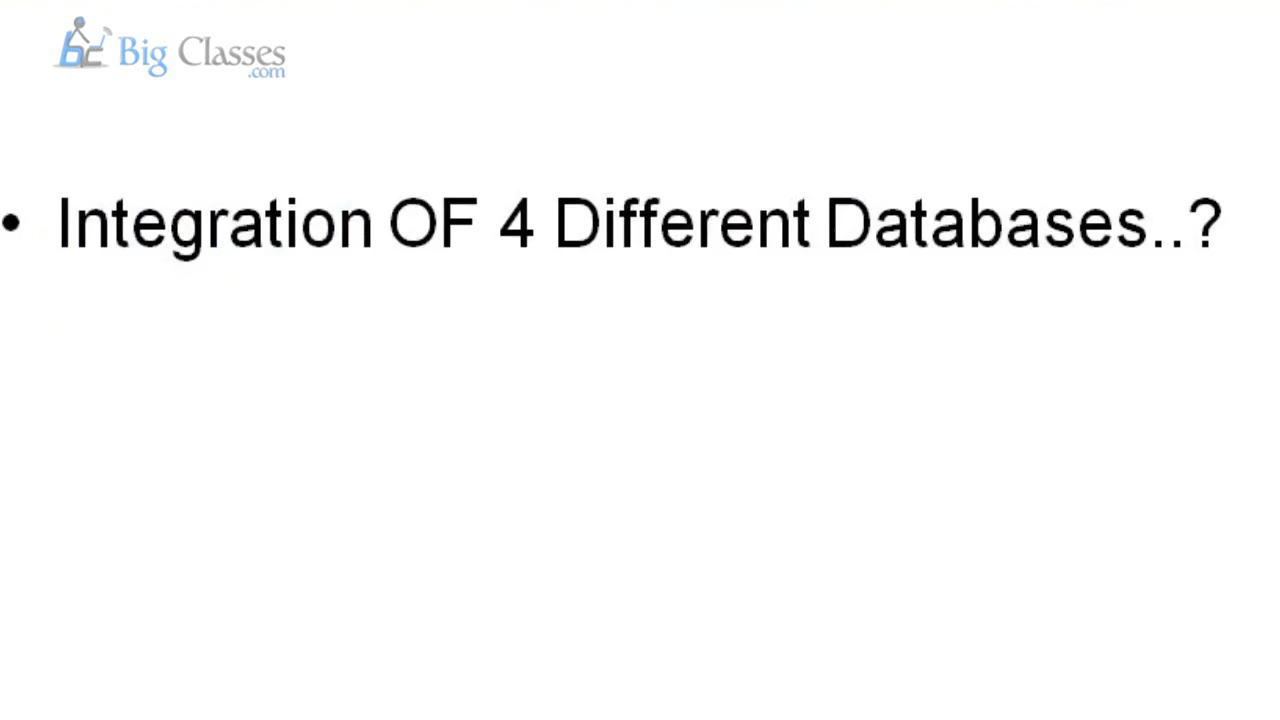 Big Classes
.com
• Integration OF 4 Different Databases..?